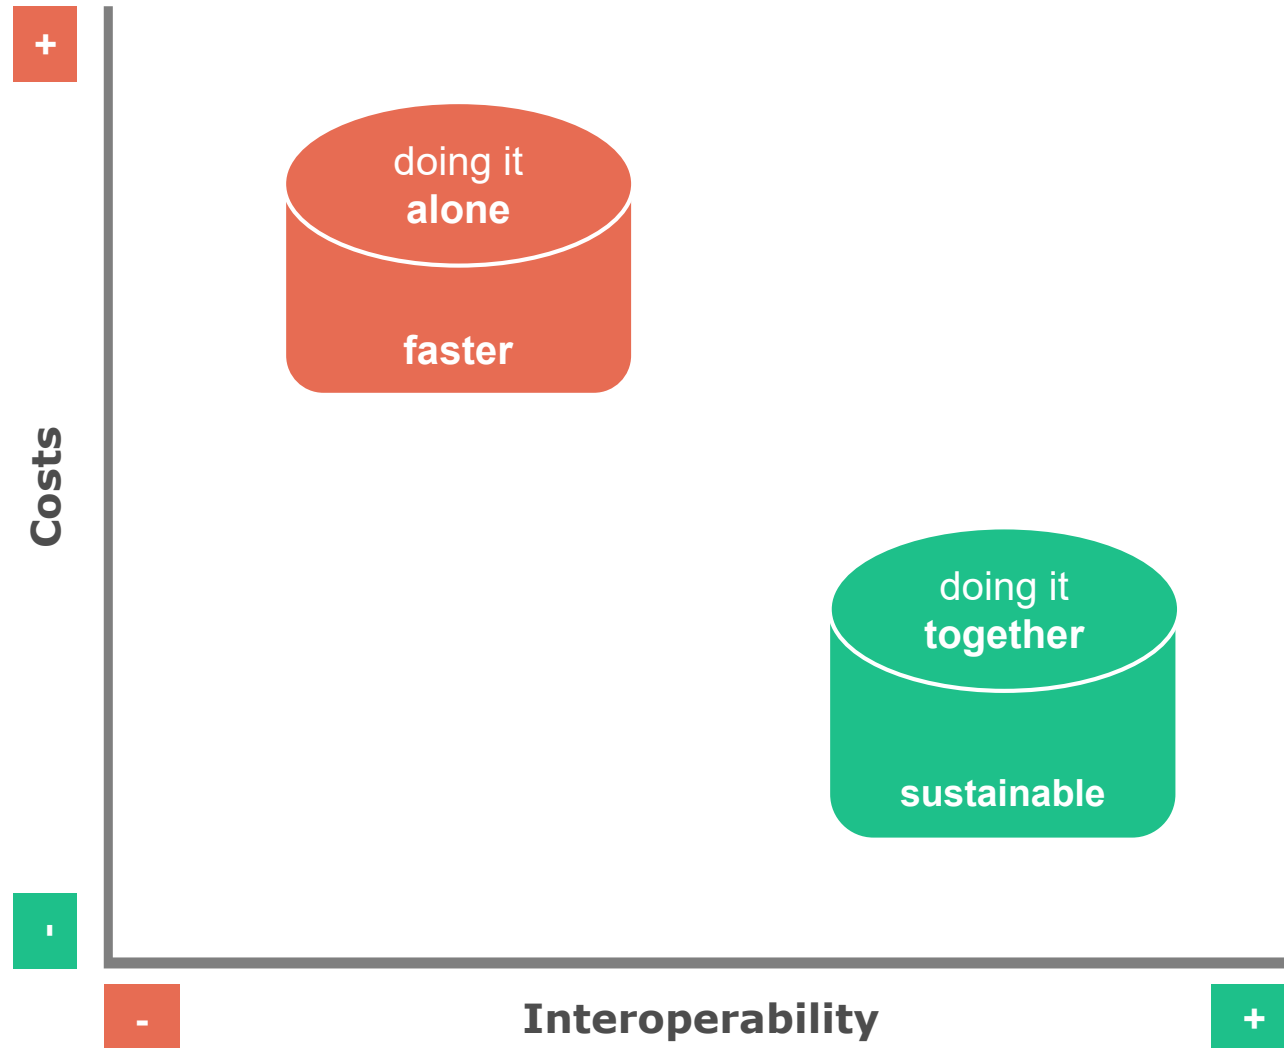 +
doing it
alone
faster
Costs
doing it
together
sustainable
-
-
Interoperability
+